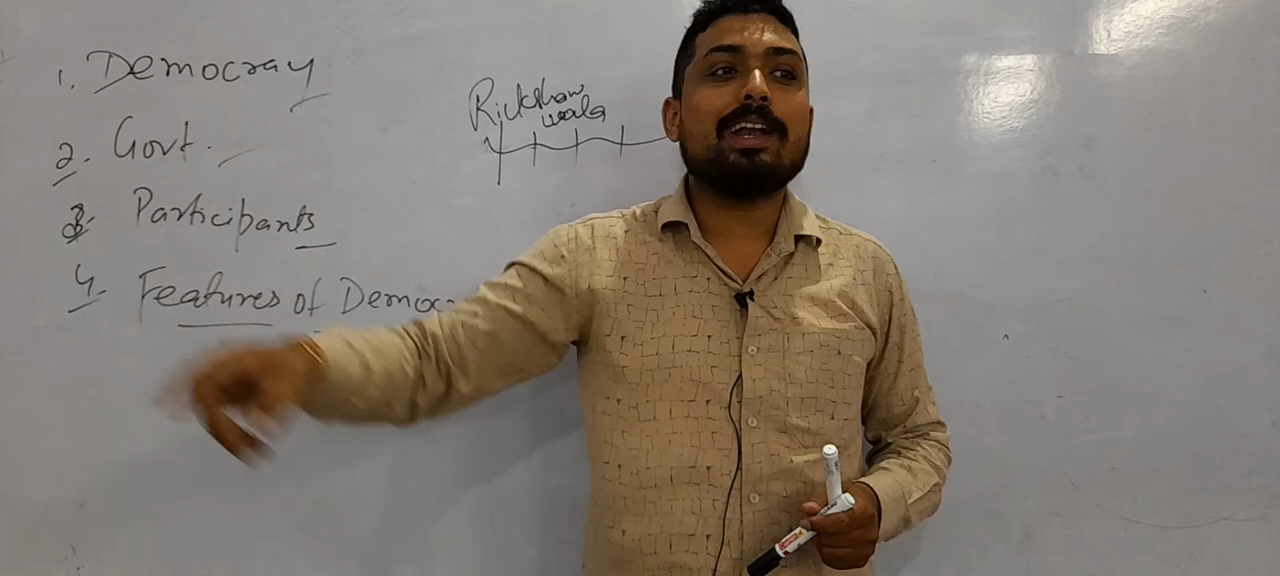 1. Democray
2. Govt.
3. Participants
4. Features of Democ
Rickshaw
wala